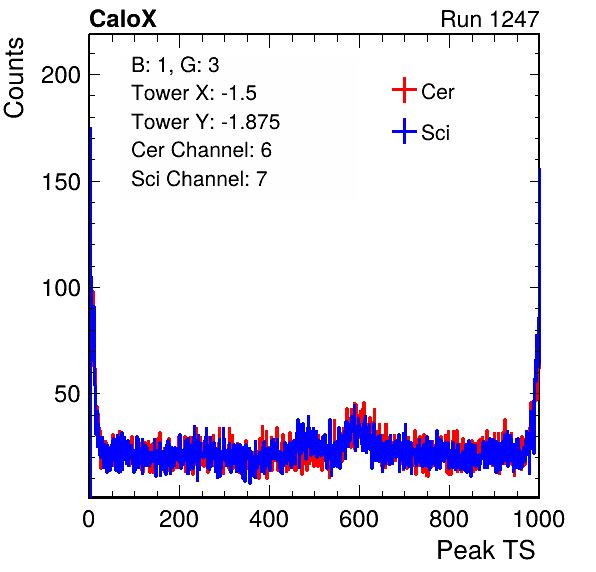 CaloX Run 1247
Counts
B: 1, G: 3
Tower X: -1.5
Tower Y: -1.875
Cer Channel: 6
Sci Channel: 7
Cer
Sci
200
150
100
50
0 200 400 600 800 1000
Peak TS